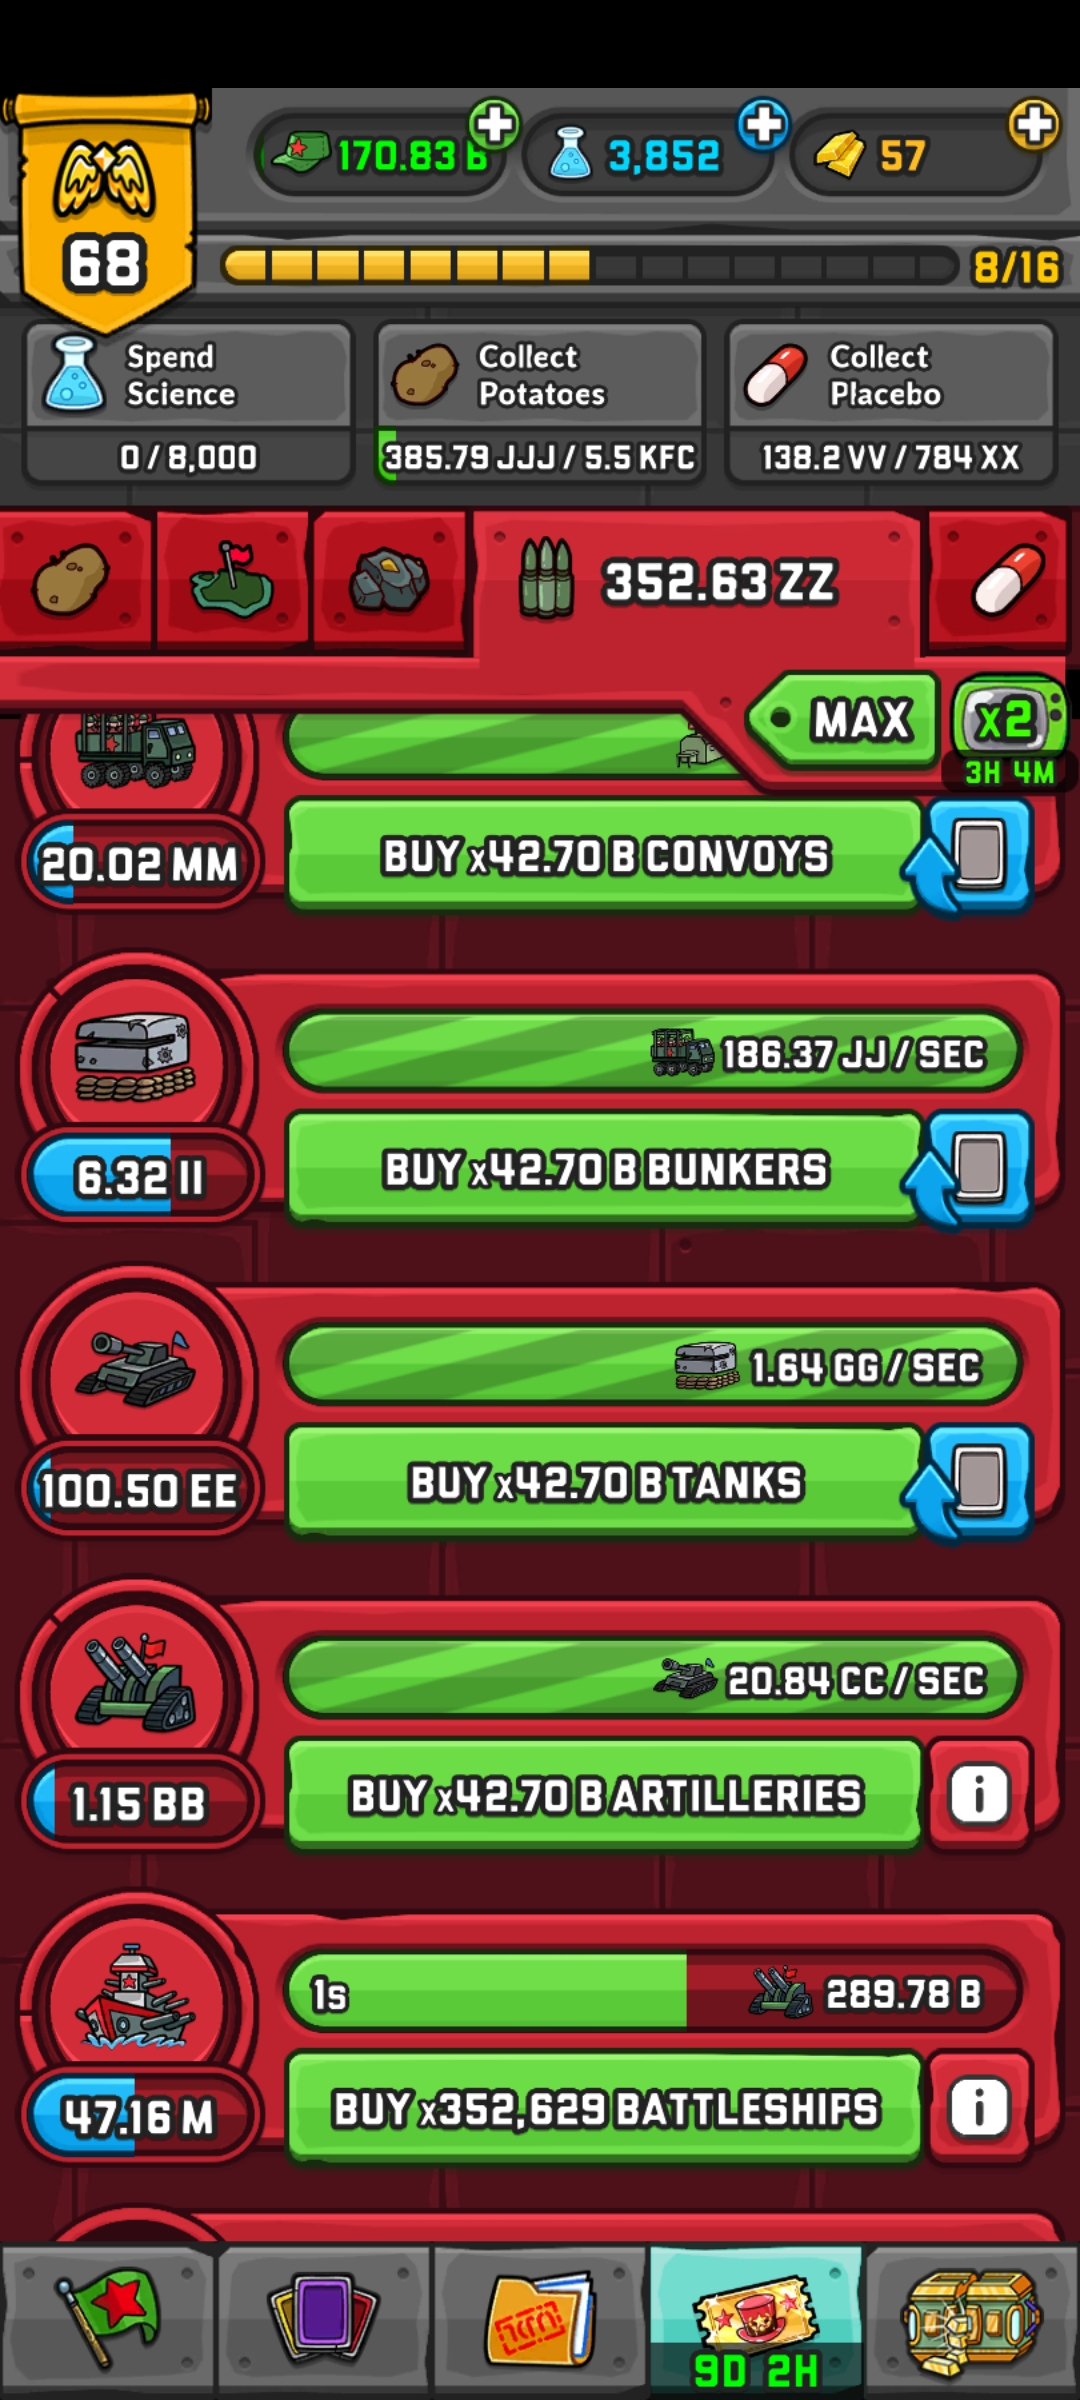 68
170.83 B
3,852
57
8/16
Spend
Science
0 / 8,000
Collect
Potatoes
385.79 JJJ / 5.5 KFC
Collect
Placebo
138.2 VV / 784 XX
352.63 ZZ
MAX
x2
3H 4M
20.02 MM
BUY x42.70 B CONVOYS
186.37 JJ / SEC
6.32 II
BUY x42.70 B BUNKERS
1.64 GG / SEC
100.50 EE
BUY x42.70 B TANKS
20.84 CC / SEC
1.15 BB
BUY x42.70 B ARTILLERIES
i
1s
289.78 B
47.16 M
BUY x352,629 BATTLESHIPS
i
9D 2H